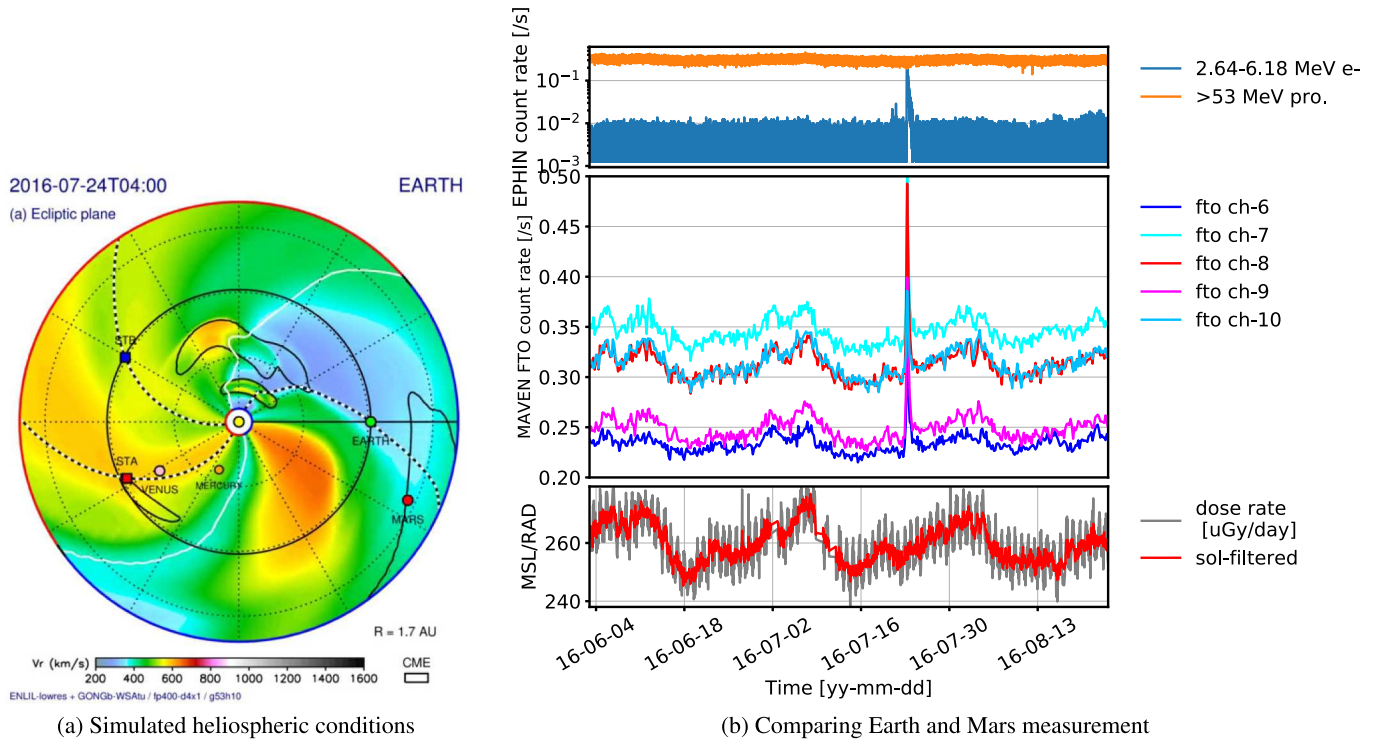 2016-07-24T04:00
EARTH
(a) Ecliptic plane
STB
EARTH
STA
VENUS
MERCURY
MARS
R = 1.7 AU
Vr (km/s)
200 400 600 800 1000 1200 1400 1600
CME
ENLIL-lowres + GONGb-WSAtu / fp400-d4x1 / g53h10
(a) Simulated heliospheric conditions
EPHIN count rate [/s]
10⁻¹
10⁻²
10⁻³
2.64-6.18 MeV e-
>53 MeV pro.
MAVEN FTO count rate [/s]
0.50
0.45
0.40
0.35
0.30
0.25
0.20
fto ch-6
fto ch-7
fto ch-8
fto ch-9
fto ch-10
MSL/RAD
260
240
dose rate
[uGy/day]
sol-filtered
16-06-04
16-06-18
16-07-02
16-07-16
16-07-30
16-08-13
Time [yy-mm-dd]
(b) Comparing Earth and Mars measurement